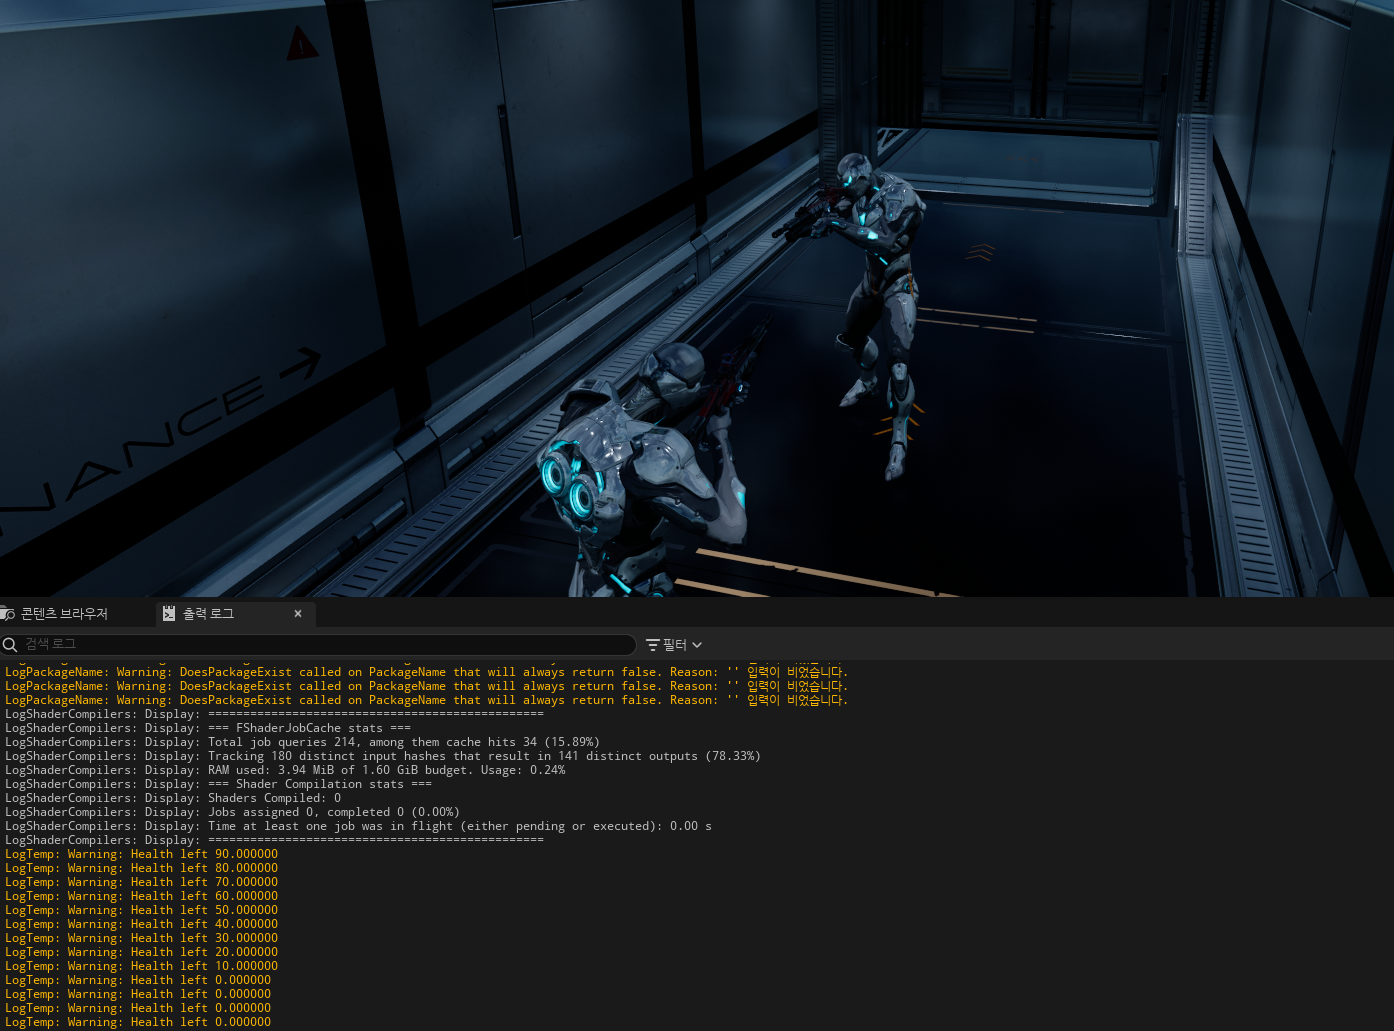 NANCE →
콘텐츠 브라우저
출력 로그
×
검색 로그
필터
LogPackageName: Warning: DoesPackageExist called on PackageName that will always return false. Reason: '' 입력이 비었습니다.
LogPackageName: Warning: DoesPackageExist called on PackageName that will always return false. Reason: '' 입력이 비었습니다.
LogPackageName: Warning: DoesPackageExist called on PackageName that will always return false. Reason: '' 입력이 비었습니다.
LogShaderCompilers: Display: ================================================
LogShaderCompilers: Display: === FShaderJobCache stats ===
LogShaderCompilers: Display: Total job queries 214, among them cache hits 34 (15.89%)
LogShaderCompilers: Display: Tracking 180 distinct input hashes that result in 141 distinct outputs (78.33%)
LogShaderCompilers: Display: RAM used: 3.94 MiB of 1.60 GiB budget. Usage: 0.24%
LogShaderCompilers: Display: === Shader Compilation stats ===
LogShaderCompilers: Display: Shaders Compiled: 0
LogShaderCompilers: Display: Jobs assigned 0, completed 0 (0.00%)
LogShaderCompilers: Display: Time at least one job was in flight (either pending or executed): 0.00 s
LogShaderCompilers: Display: ================================================
LogTemp: Warning: Health left 90.000000
LogTemp: Warning: Health left 80.000000
LogTemp: Warning: Health left 70.000000
LogTemp: Warning: Health left 60.000000
LogTemp: Warning: Health left 50.000000
LogTemp: Warning: Health left 40.000000
LogTemp: Warning: Health left 30.000000
LogTemp: Warning: Health left 20.000000
LogTemp: Warning: Health left 10.000000
LogTemp: Warning: Health left 0.000000
LogTemp: Warning: Health left 0.000000
LogTemp: Warning: Health left 0.000000
LogTemp: Warning: Health left 0.000000